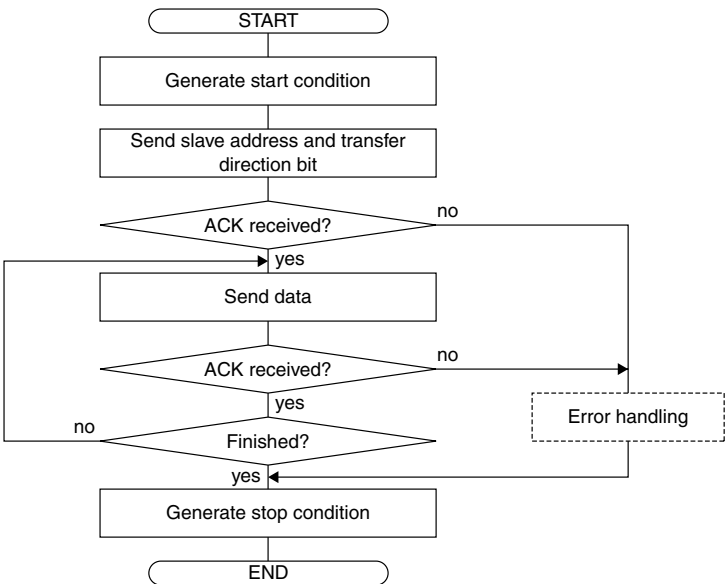 START
Generate start condition
Send slave address and transfer
direction bit
ACK received?
no
yes
Send data
ACK received?
no
yes
Error handling
no
Finished?
yes
Generate stop condition
END